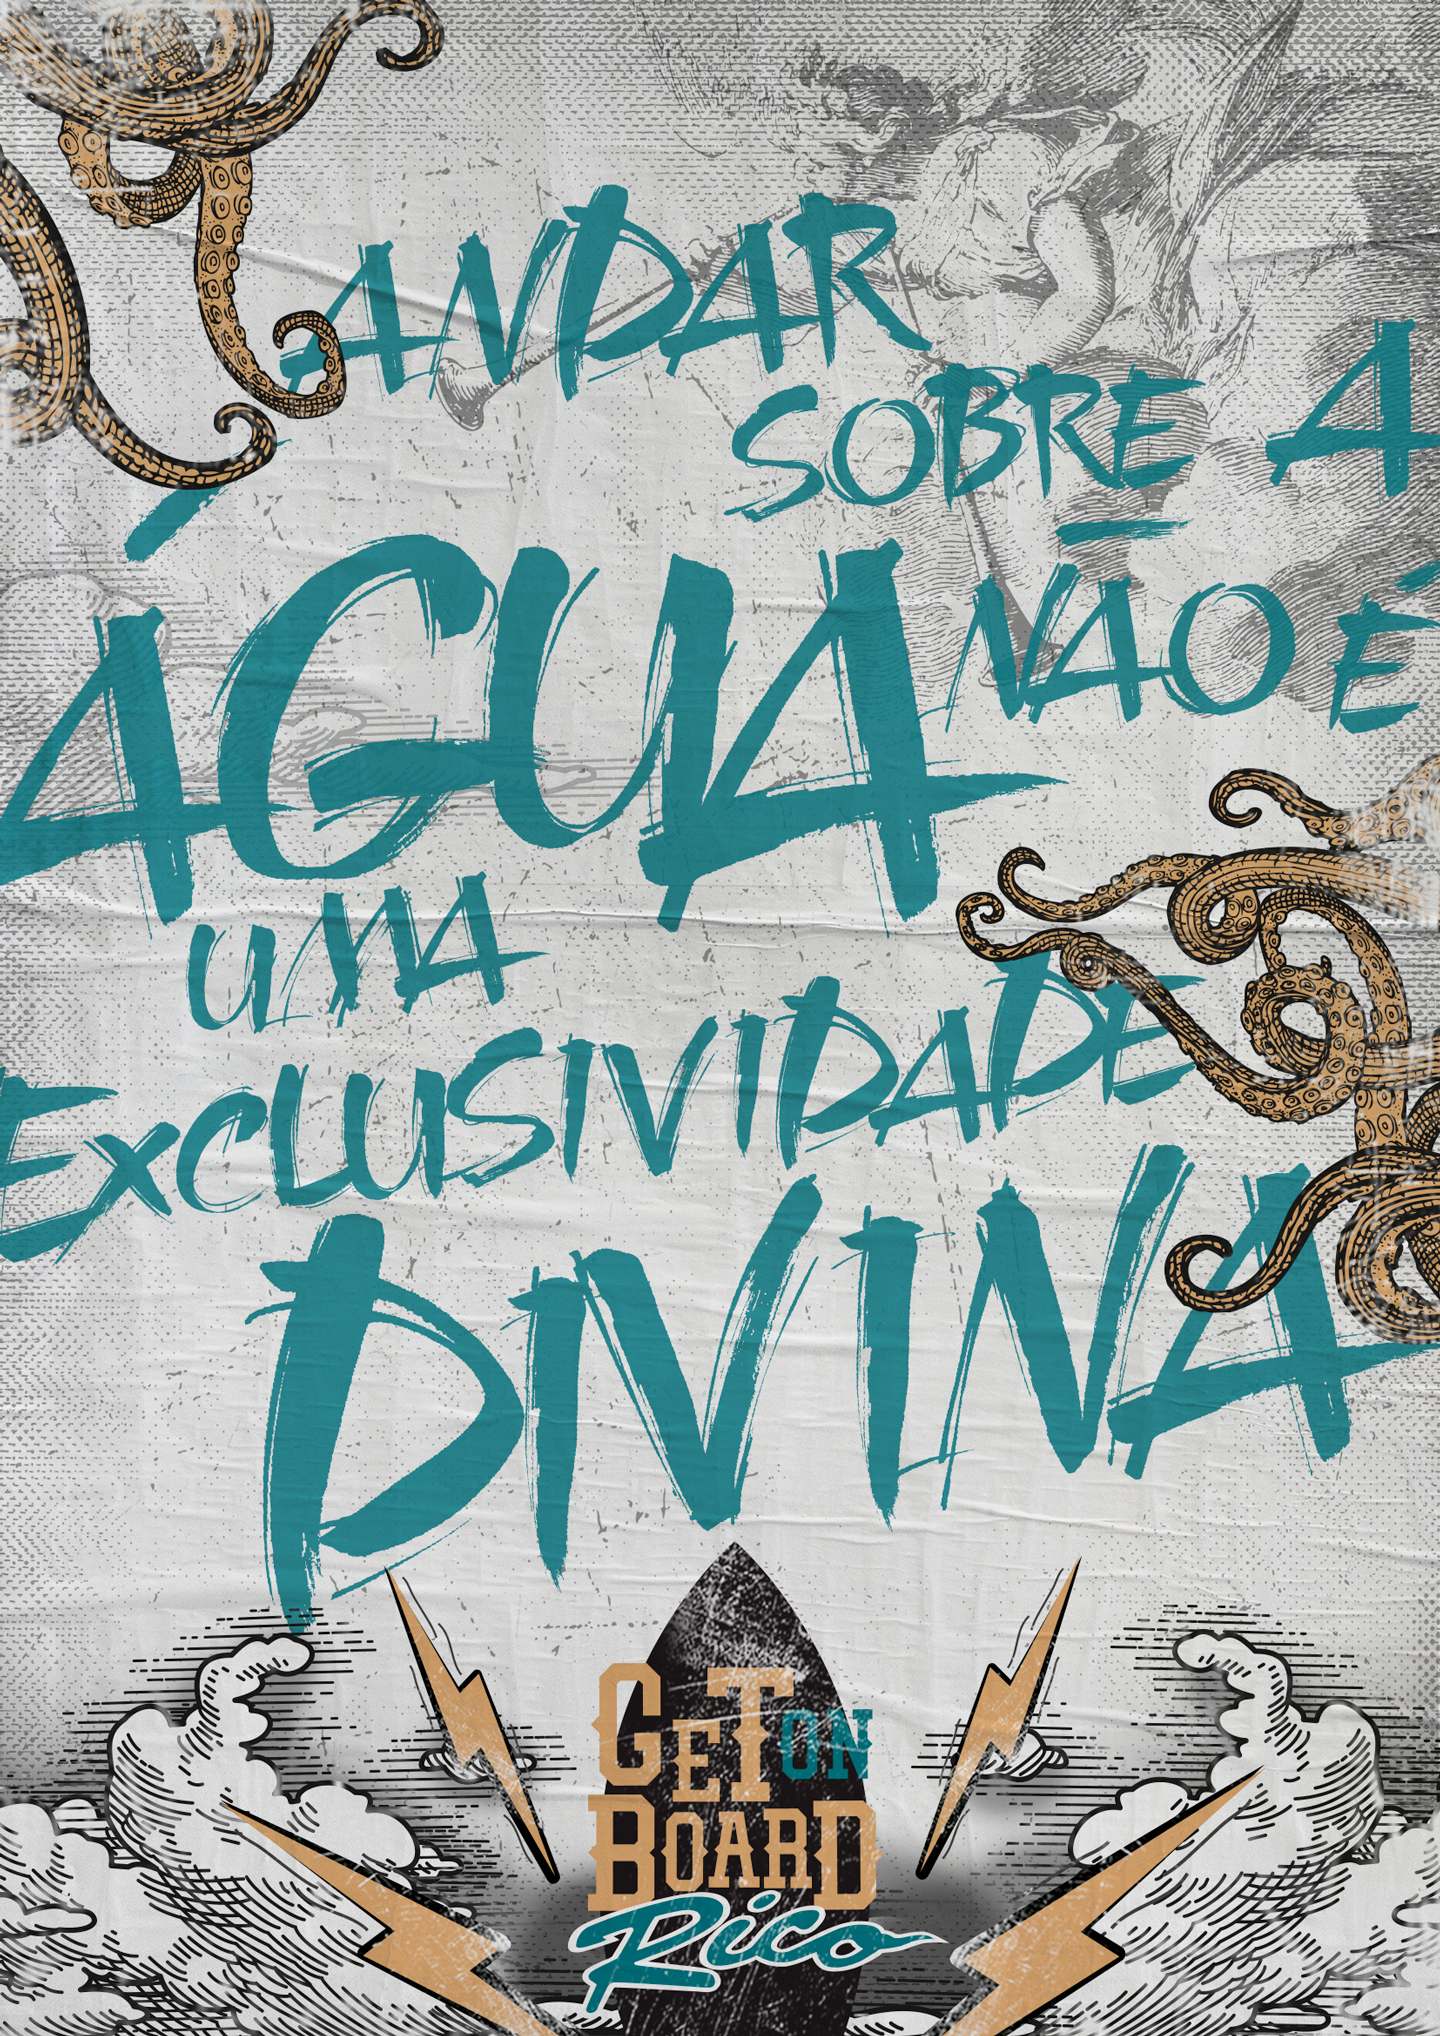 ANDAR
SOBRE A
ÁGUA NÃO É
UMA
EXCLUSIVIDADE
DIVINA
GET ON
BOARD
Rico